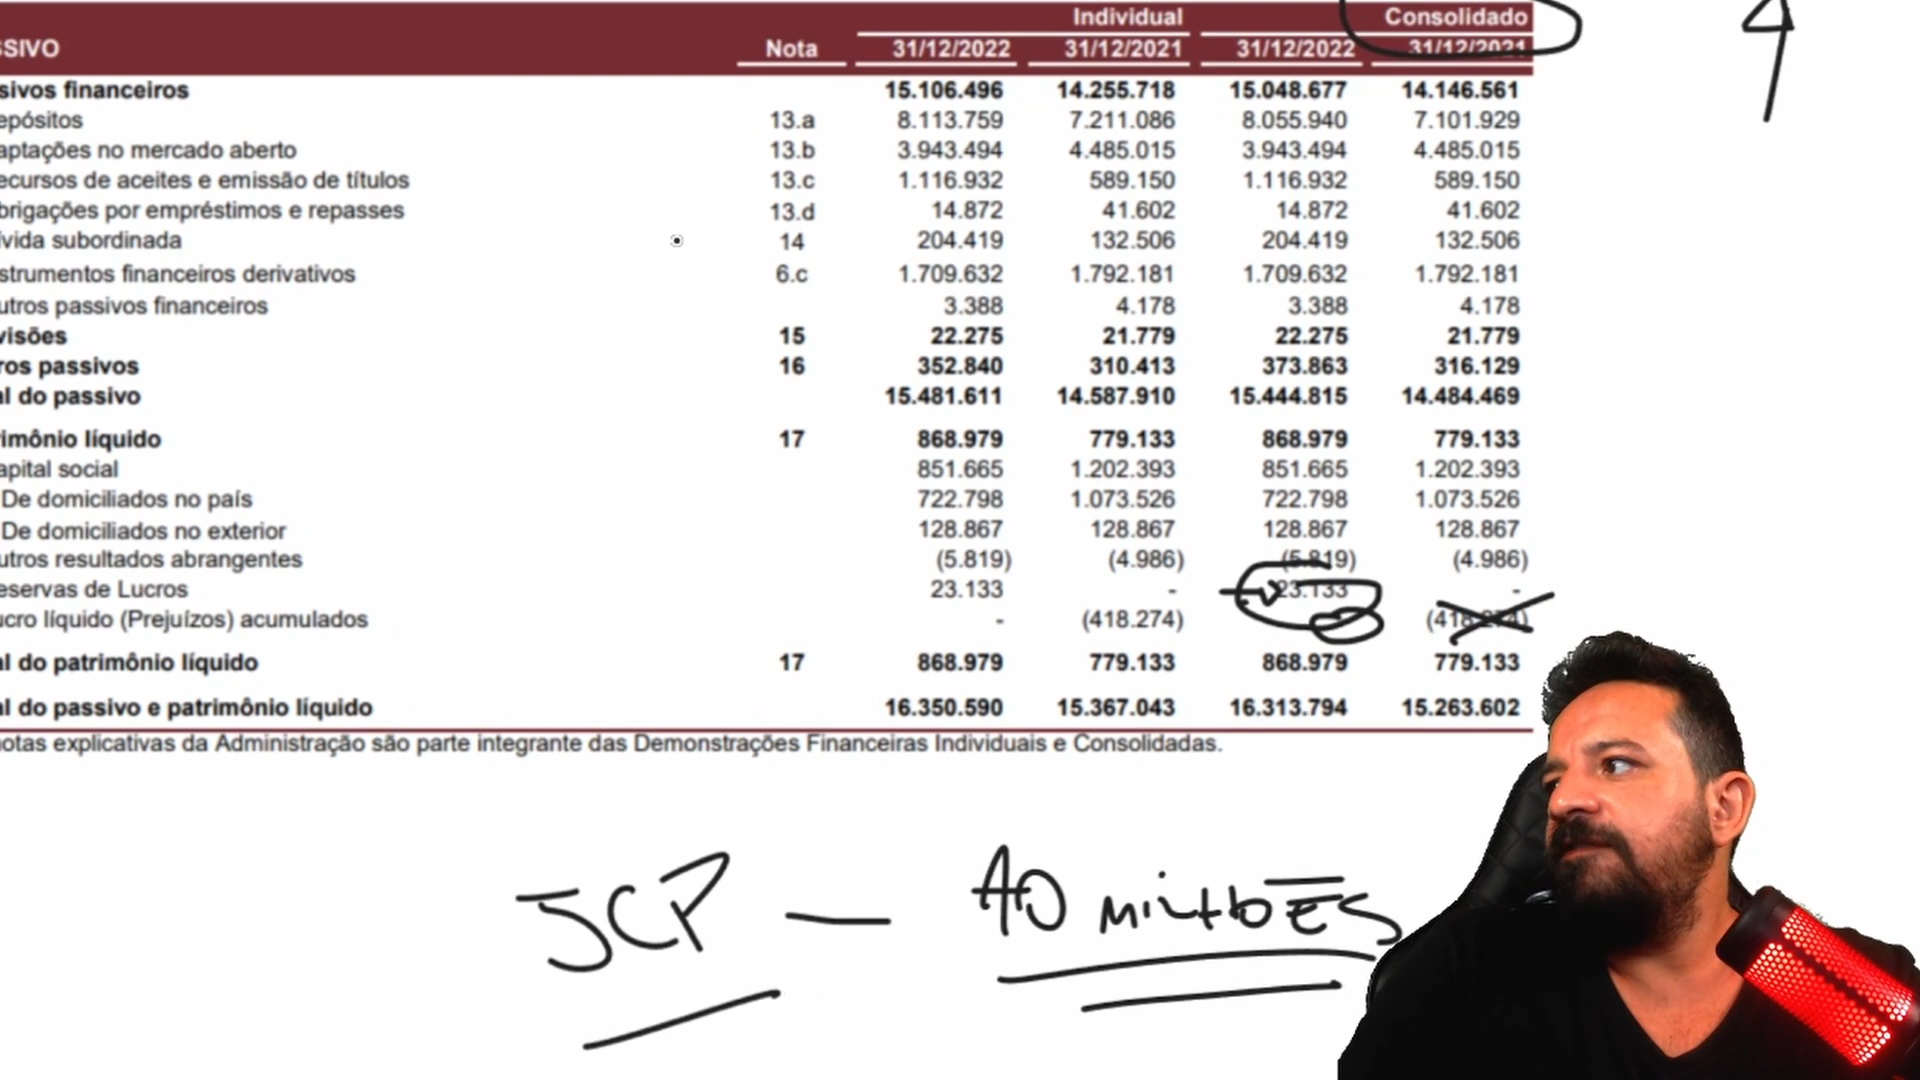 Individual Consolidado
SSIVO Nota 31/12/2022 31/12/2021 31/12/2022 31/12/2021
sivos financeiros 15.106.496 14.255.718 15.048.677 14.146.561
epósitos 13.a 8.113.759 7.211.086 8.055.940 7.101.929
aptações no mercado aberto 13.b 3.943.494 4.485.015 3.943.494 4.485.015
ecursos de aceites e emissão de títulos 13.c 1.116.932 589.150 1.116.932 589.150
brigações por empréstimos e repasses 13.d 14.872 41.602 14.872 41.602
ívida subordinada 14 204.419 132.506 204.419 132.506
strumentos financeiros derivativos 6.c 1.709.632 1.792.181 1.709.632 1.792.181
utros passivos financeiros 3.388 4.178 3.388 4.178
visões 15 22.275 21.779 22.275 21.779
ros passivos 16 352.840 310.413 373.863 316.129
al do passivo 15.481.611 14.587.910 15.444.815 14.484.469
rimônio líquido 17 868.979 779.133 868.979 779.133
apital social 851.665 1.202.393 851.665 1.202.393
De domiciliados no país 722.798 1.073.526 722.798 1.073.526
De domiciliados no exterior 128.867 128.867 128.867 128.867
utros resultados abrangentes (5.819) (4.986) (5.819) (4.986)
eservas de Lucros 23.133 - 23.133 -
ucro líquido (Prejuízos) acumulados - (418.274) (418.274)
al do patrimônio líquido 17 868.979 779.133 868.979 779.133
al do passivo e patrimônio líquido 16.350.590 15.367.043 16.313.794 15.263.602
notas explicativas da Administração são parte integrante das Demonstrações Financeiras Individuais e Consolidadas.
JCP — 40 milhões